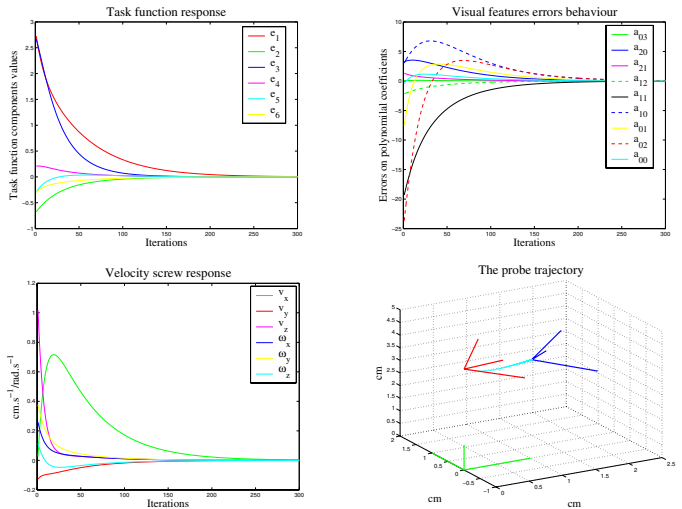 Task function response
Task function components values
3
2.5
2
1.5
1
0.5
0
−0.5
−1
0 50 100 150 200 250 300
Iterations
e1
e2
e3
e4
e5
e6
Visual features errors behaviour
Errors on polynomilal coefficients
10
5
0
−5
−10
−15
−20
−25
0 50 100 150 200 250 300
Iterations
a03
a20
a21
a12
a11
a10
a01
a02
a00
Velocity screw response
cm.s−1/rad.s−1
1.2
1
0.8
0.6
0.4
0.2
0
−0.2
0 50 100 150 200 250 300
Iterations
vx
vy
vz
ωx
ωy
ωz
The probe trajectory
cm
5
4.5
4
3.5
3
2.5
2
1.5
1
0.5
0
2
1.5
1
0.5
0
−0.5
−1
cm
−1
0
0.5
1
1.5
2
2.5
cm